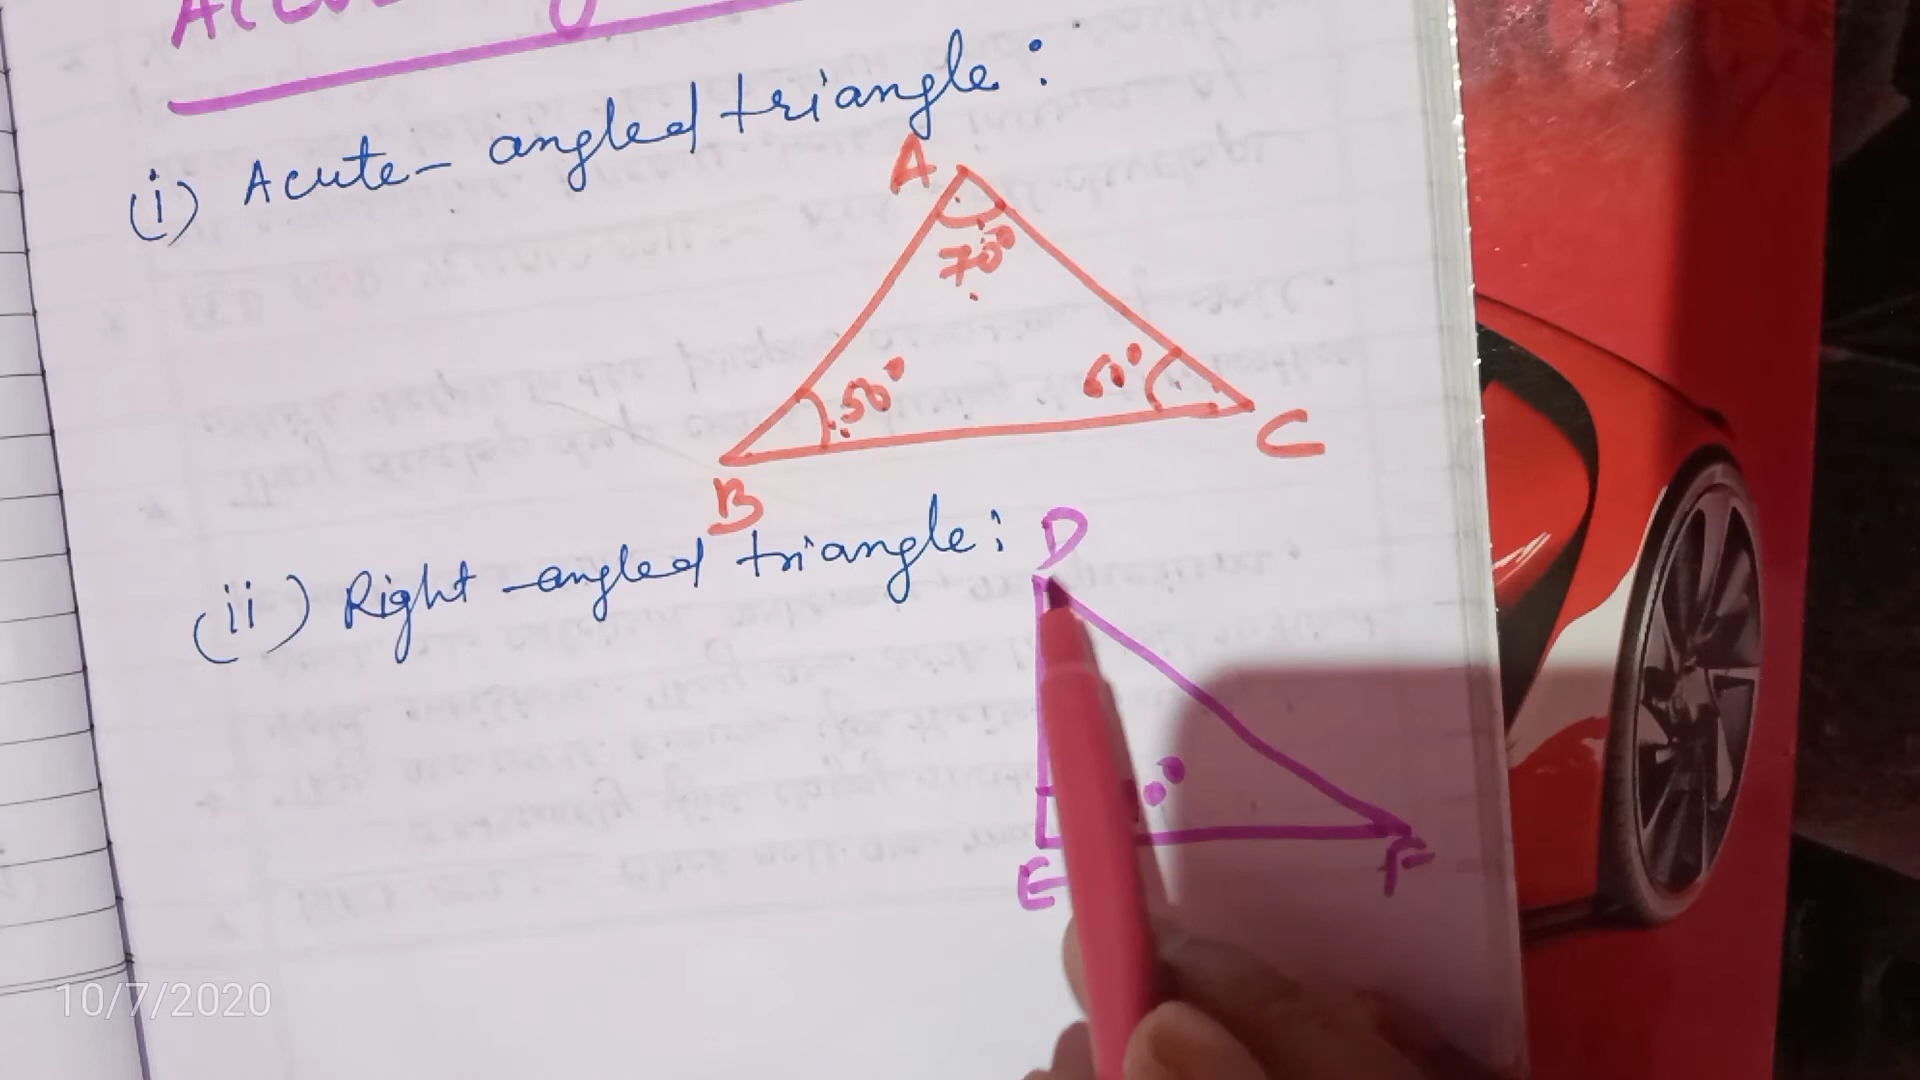 (i) Acute-angled triangle:
A
70°
50°
60°
B
C
(ii) Right-angled triangle:
D
E
F
10/7/2020